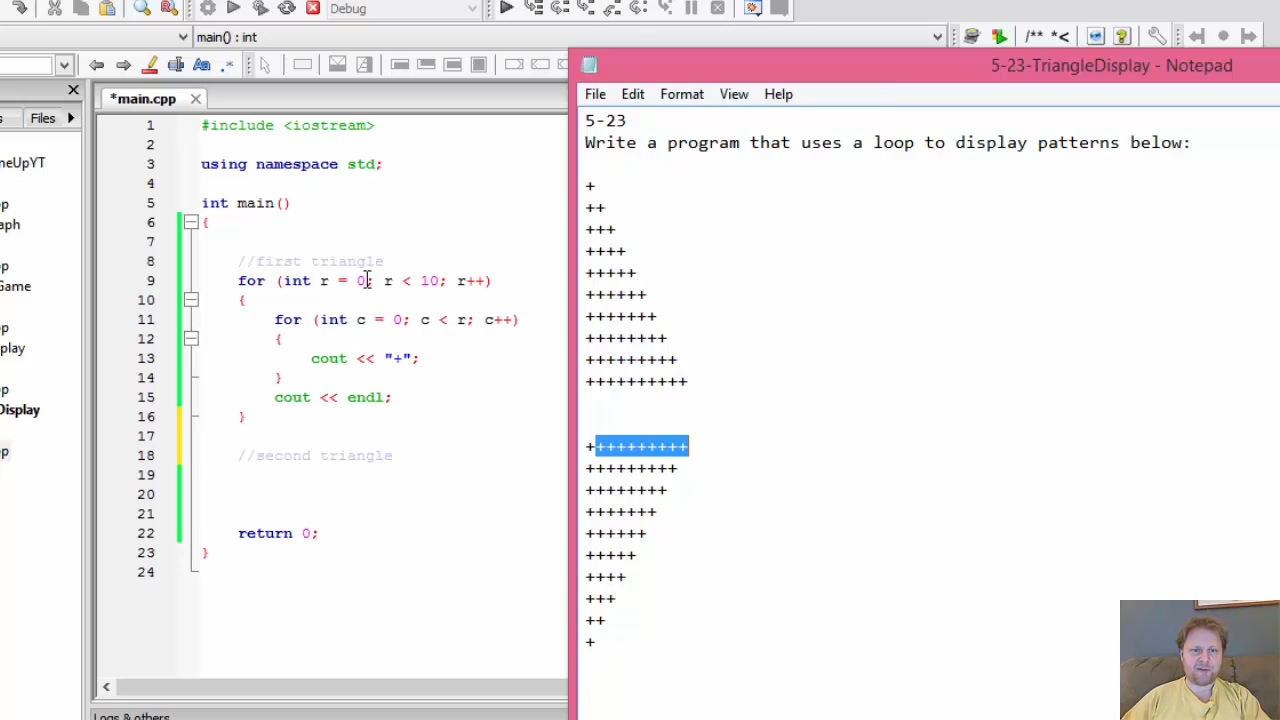 Debug
main() : int
/** *<
*main.cpp
Files
neUpYT
p
raph
p
Game
p
play
p
Display
p
1 #include <iostream>
2
3 using namespace std;
4
5 int main()
6 {
7
8 //first triangle
9 for (int r = 0; r < 10; r++)
10 {
11 for (int c = 0; c < r; c++)
12 {
13 cout << "+";
14 }
15 cout << endl;
16 }
17
18 //second triangle
19
20
21
22 return 0;
23 }
24
Logs & others
5-23-TriangleDisplay - Notepad
File Edit Format View Help
5-23
Write a program that uses a loop to display patterns below:
+
++
+++
++++
+++++
++++++
+++++++
++++++++
+++++++++
++++++++++
++++++++++
+++++++++
++++++++
+++++++
++++++
+++++
++++
+++
++
+